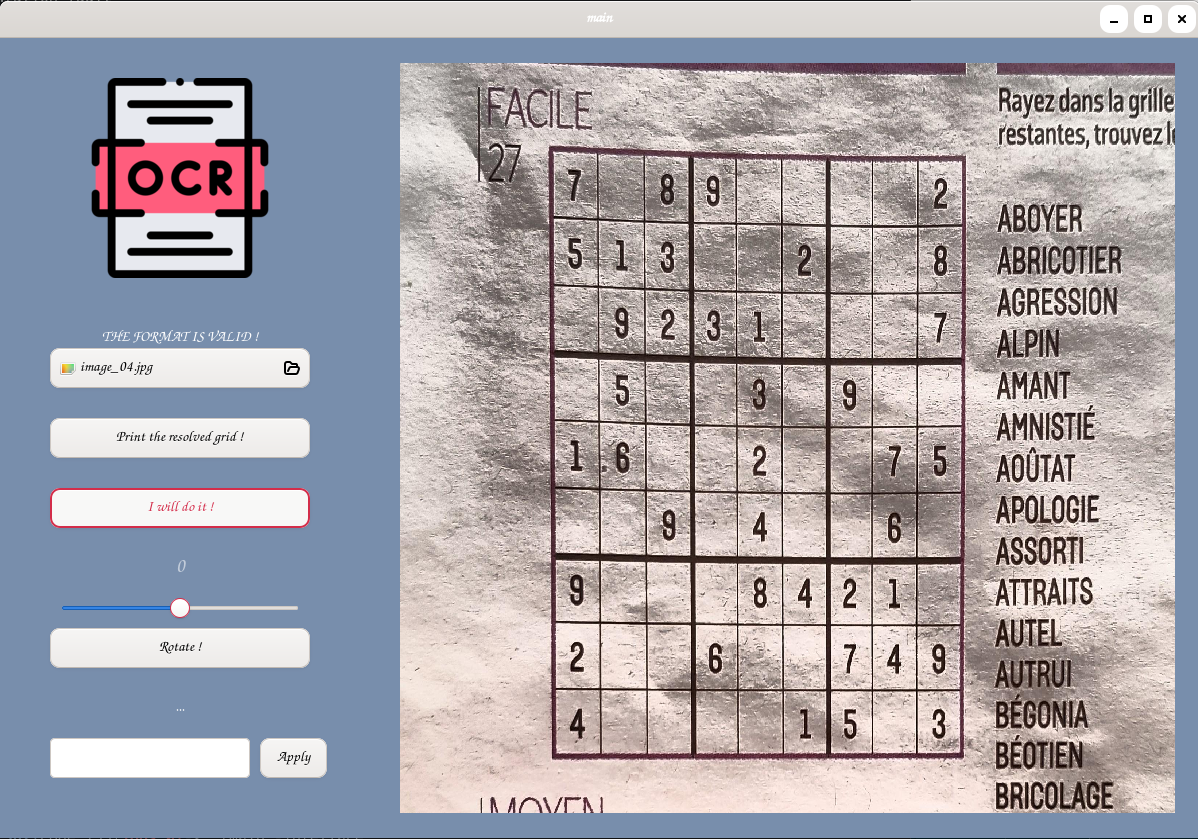 main
OCR
THE FORMAT IS VALID !
image_04.jpg
Print the resolved grid !
I will do it !
0
Rotate !
...
Apply
FACILE
27
7 8 9 2
5 1 3 2 8
9 2 3 1 7
5 3 9
1 6 2 7 5
9 4 6
9 8 4 2 1
2 6 7 4 9
4 1 5 3
MOYEN
Rayez dans la grille
restantes, trouvez
ABOYER
ABRICOTIER
AGRESSION
ALPIN
AMANT
AMNISTIÉ
AOÛTAT
APOLOGIE
ASSORTI
ATTRAITS
AUTEL
AUTRUI
BÉGONIA
BÉOTIEN
BRICOLAGE